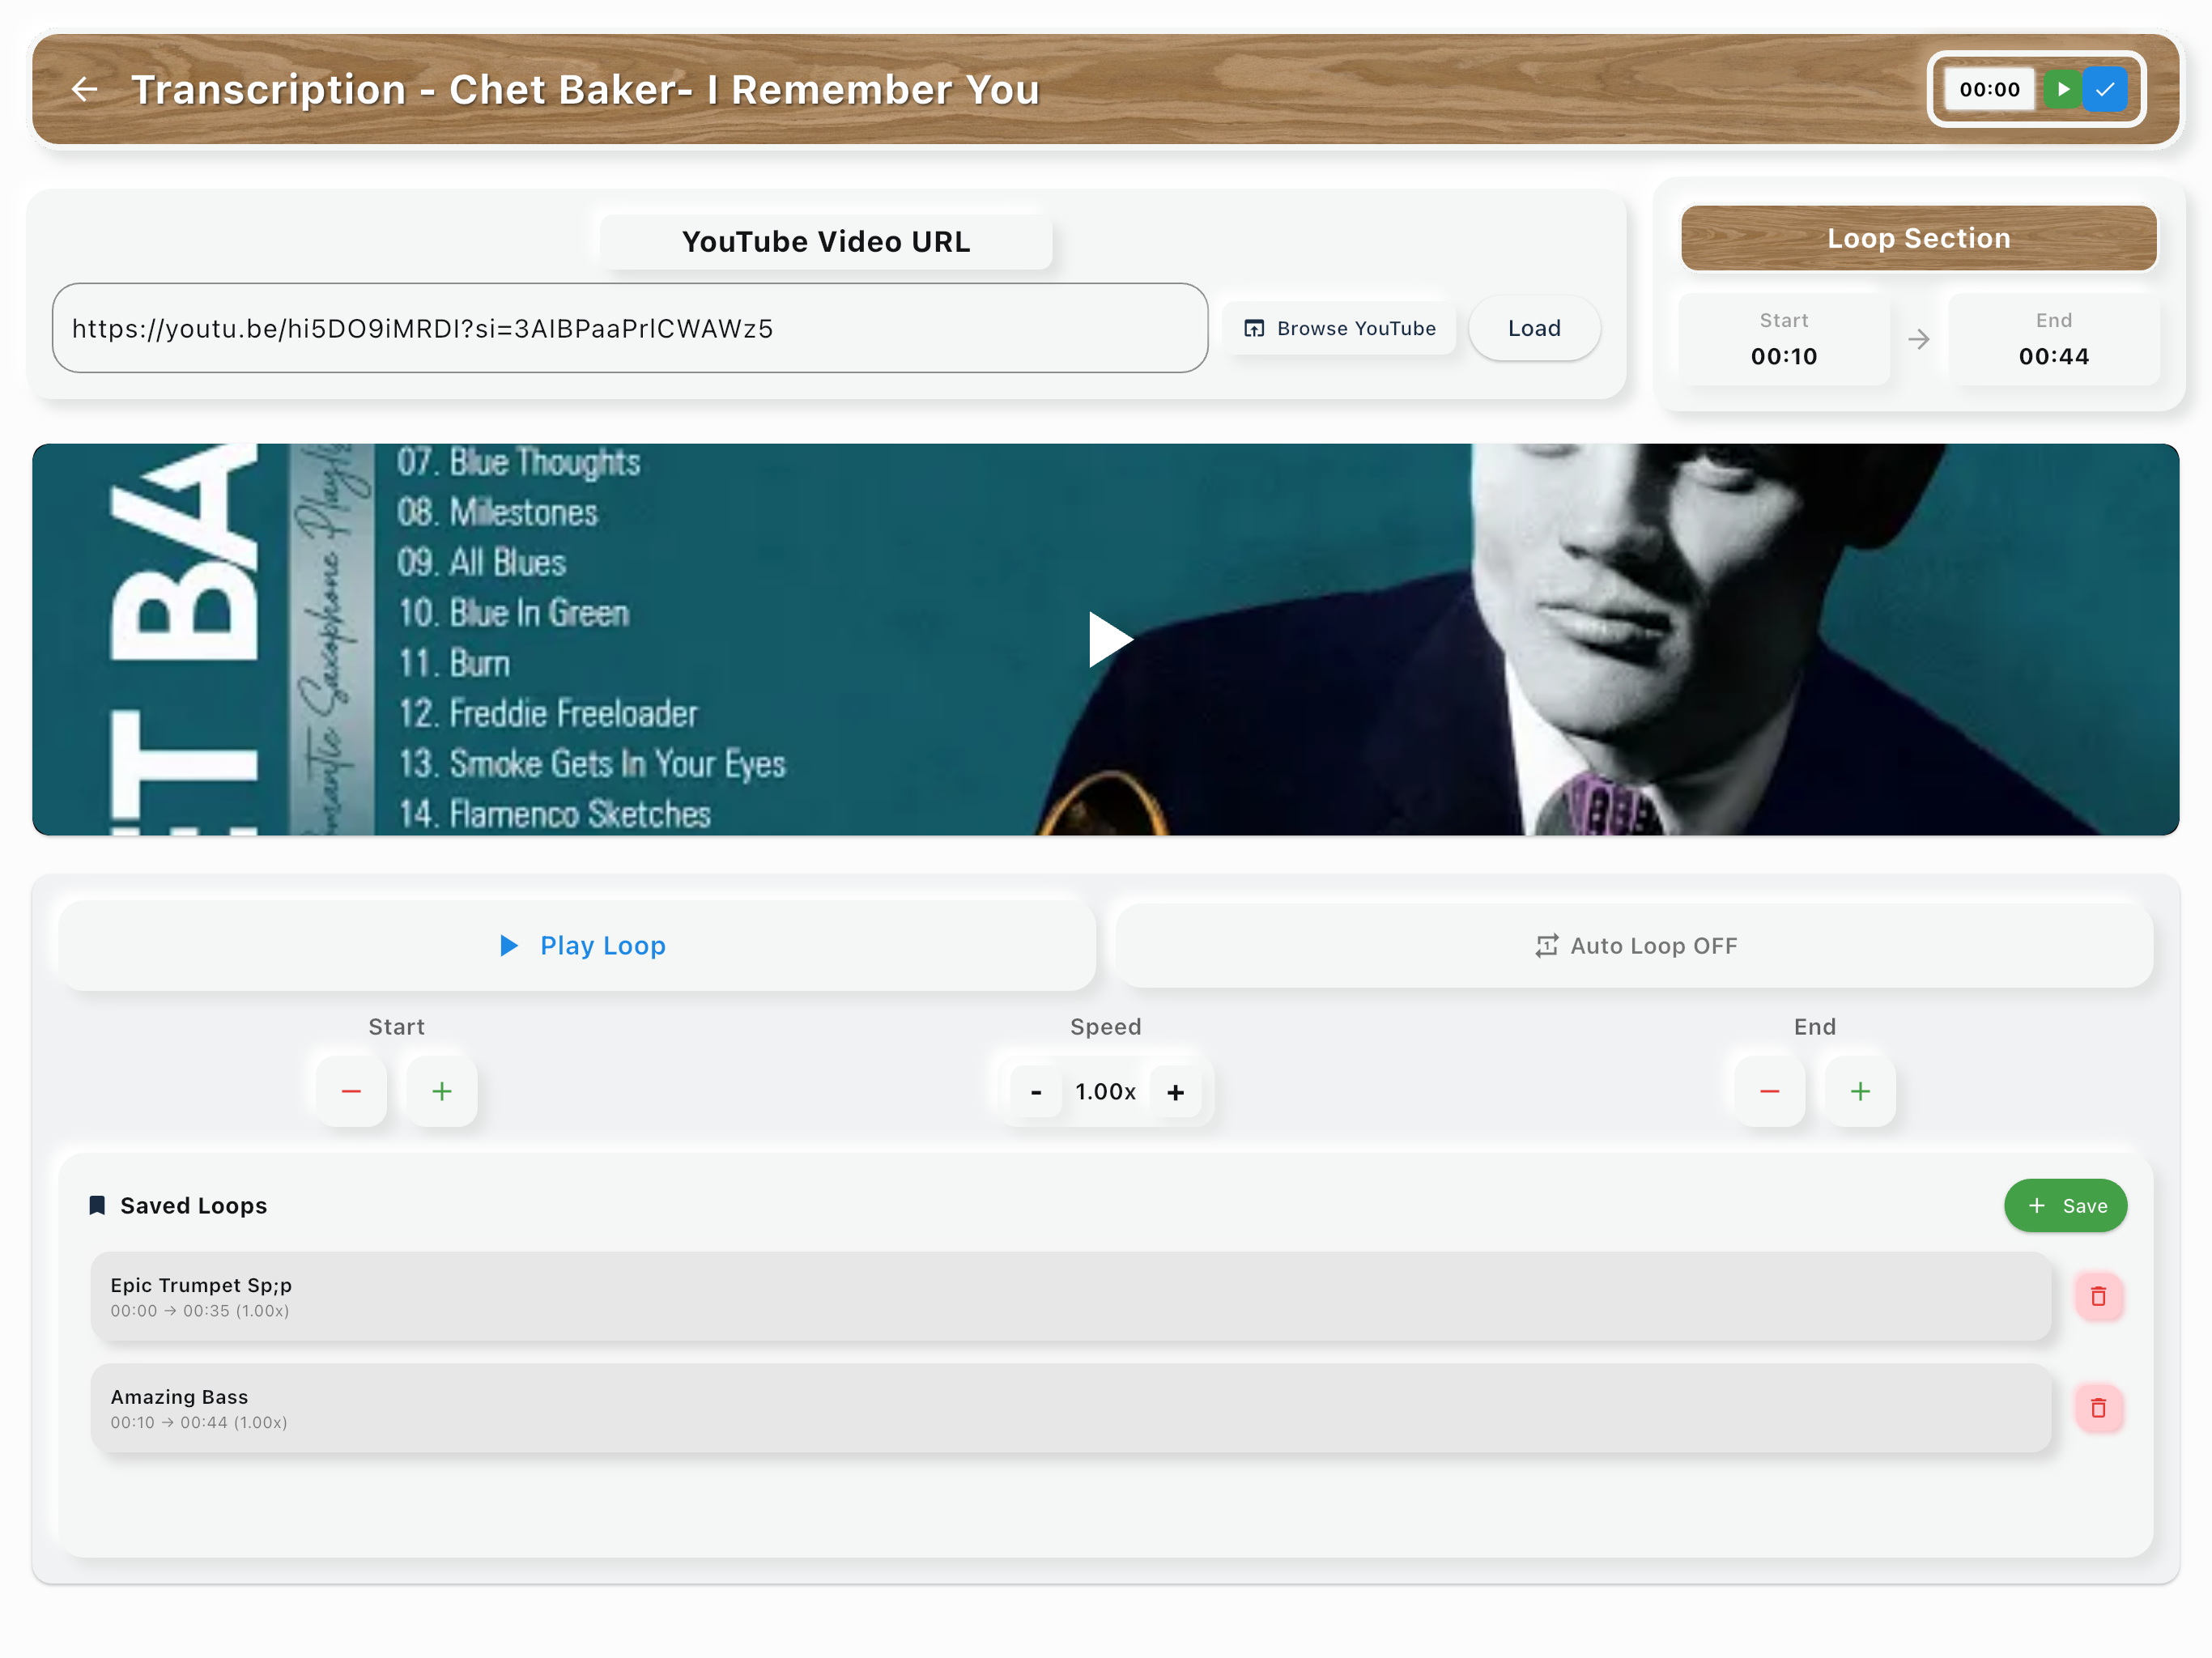 Transcription - Chet Baker- I Remember You
00:00
YouTube Video URL
https://youtu.be/hi5DO9iMRDI?si=3AIBPaaPrlCWAWz5
Browse YouTube
Load
Loop Section
Start
00:10
End
00:44
07. Blue Thoughts
08. Milestones
09. All Blues
10. Blue In Green
11. Burn
12. Freddie Freeloader
13. Smoke Gets In Your Eyes
14. Flamenco Sketches
Saxophone
Play Loop
Auto Loop OFF
Start
Speed
End
- 1.00x +
Saved Loops
+ Save
Epic Trumpet Sp;p
00:00 → 00:35 (1.00x)
Amazing Bass
00:10 → 00:44 (1.00x)